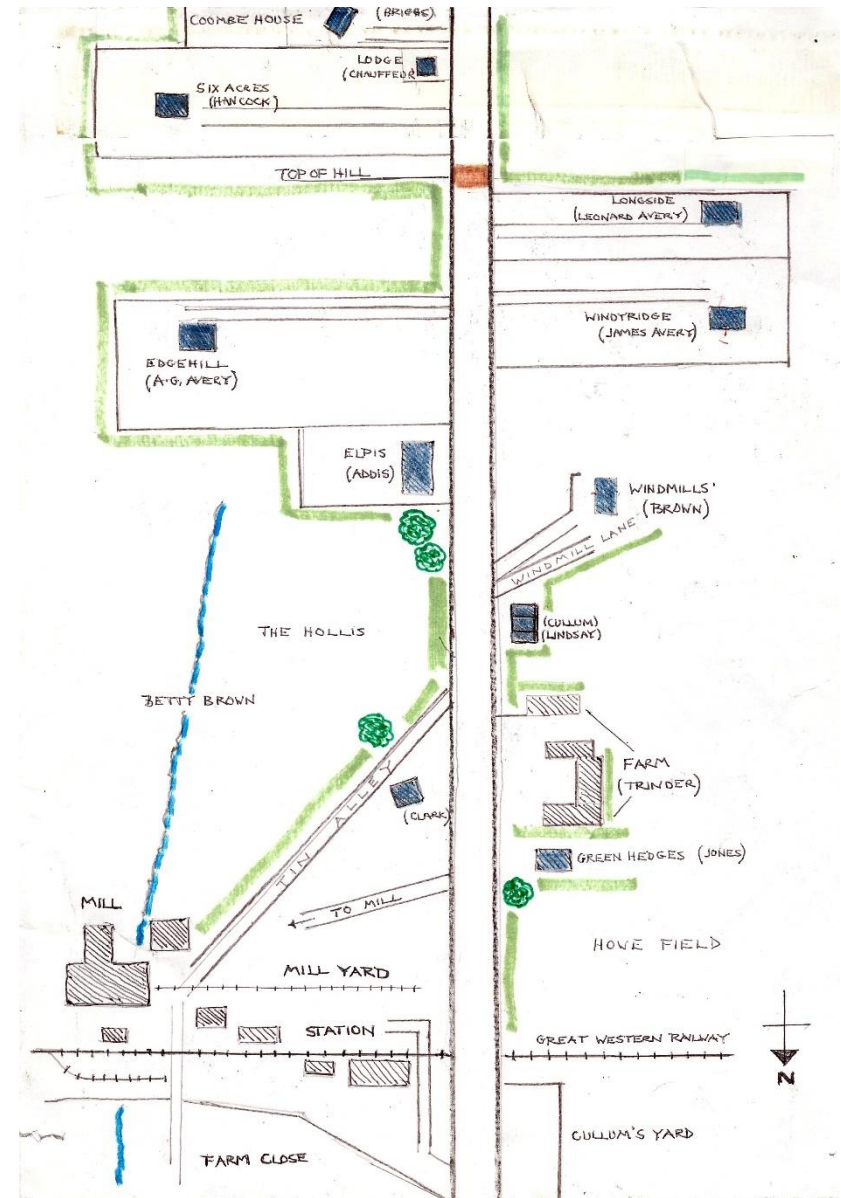 COOMBE HOUSE
(BRIGGS)
LODGE
(CHAUFFEUR)
SIX ACRES
(HANCOCK)
TOP OF HILL
LONGSIDE
(LEONARD AVERY)
WINDYRIDGE
(JAMES AVERY)
EDGEHILL
(A.G. AVERY)
ELPIS
(ADDIS)
WINDMILLS'
(BROWN)
WINDMILL LANE
THE HOLLIS
(CULLUM)
(LINDSAY)
BETTY BROWN
FARM
(TRINDER)
TIN ALLEY
(CLARK)
GREEN HEDGES (JONES)
MILL
TO MILL
HOVE FIELD
MILL YARD
STATION
GREAT WESTERN RAILWAY
N
CULLUM'S YARD
FARM CLOSE